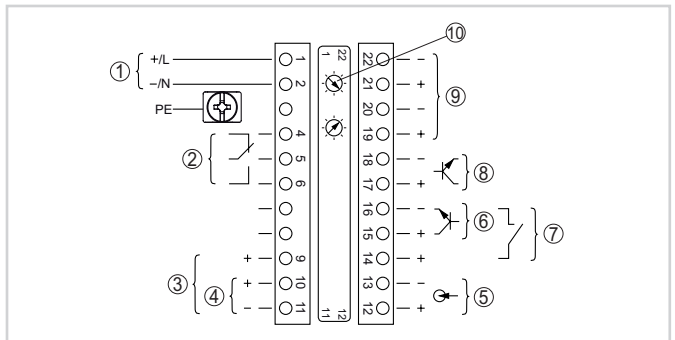 ⑩
① +/L 1 1 22 22 −
−/N 2 21 + ⑨
PE 20 −
4 19 +
② 5 18 − ⑧
6 17 +
16 − ⑥ ⑦
15 +
+ 9 14 +
③ ④ + 10 13 − ⑤
− 11 11 12 12 +